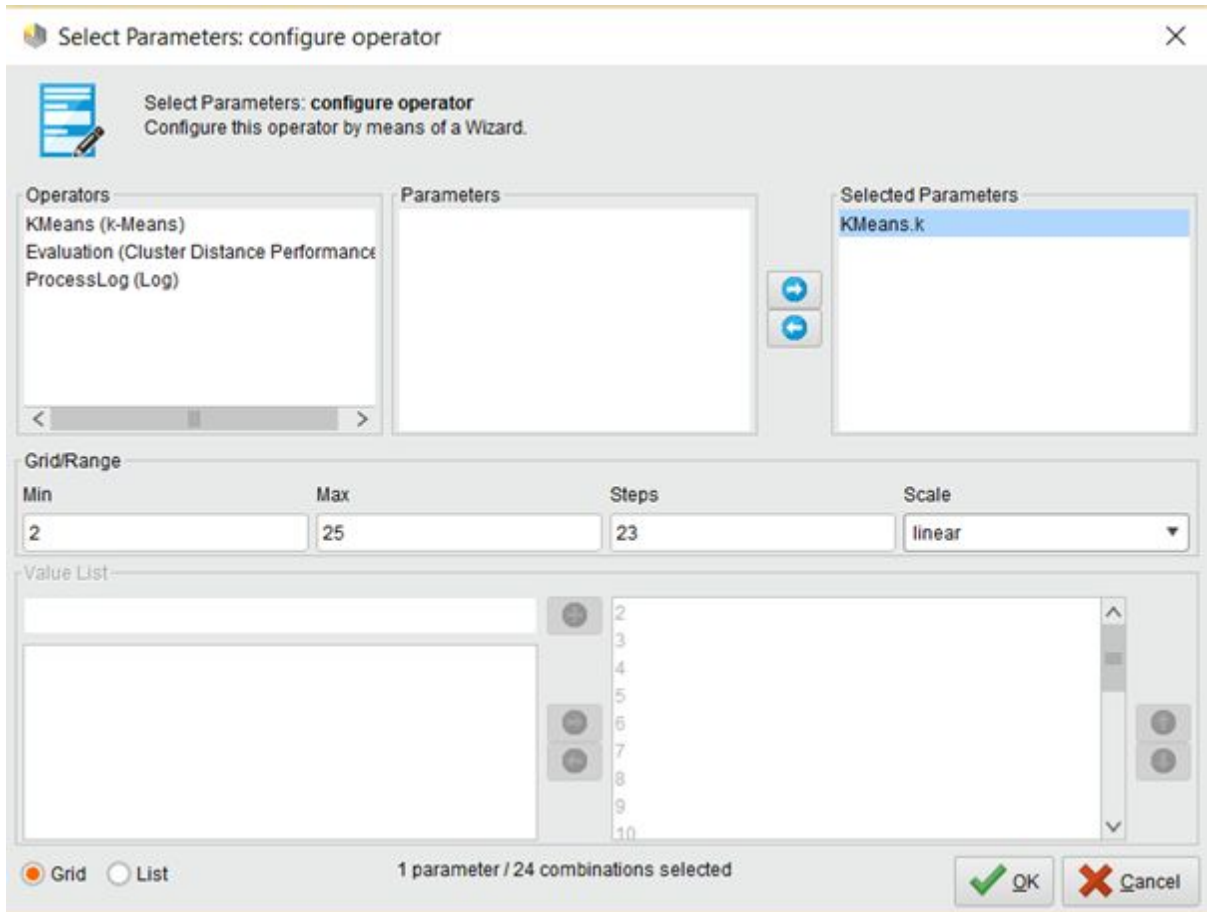 Select Parameters: configure operator
Select Parameters: configure operator
Configure this operator by means of a Wizard.
Operators
KMeans (k-Means)
Evaluation (Cluster Distance Performance
ProcessLog (Log)
Parameters
Selected Parameters
KMeans.k
Grid/Range
Min
Max
Steps
Scale
2
25
23
linear
Value List
2
3
4
5
6
7
8
9
10
Grid
List
1 parameter / 24 combinations selected
OK
Cancel